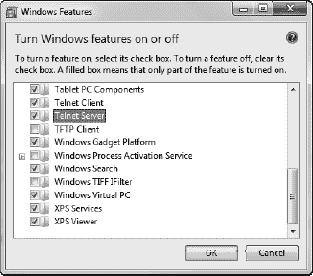 Windows Features
Turn Windows features on or off
To turn a feature on, select its check box. To turn a feature off, clear its
check box. A filled box means that only part of the feature is turned on.
Tablet PC Components
Telnet Client
Telnet Server
TFTP Client
Windows Gadget Platform
Windows Process Activation Service
Windows Search
Windows TIFF IFilter
Windows Virtual PC
XPS Services
XPS Viewer
OK
Cancel